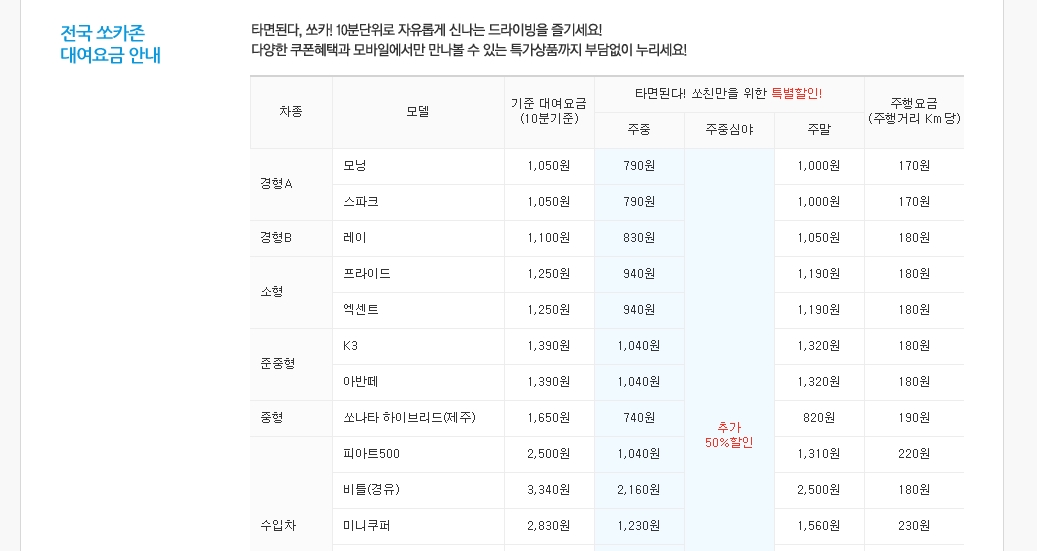 전국 쏘카존
대여요금 안내
타면된다, 쏘카! 10분단위로 자유롭게 신나는 드라이빙을 즐기세요!
다양한 쿠폰혜택과 모바일에서만 만나볼 수 있는 특가상품까지 부담없이 누리세요!
차종 모델 기준 대여요금 (10분기준) 타면된다! 쏘친만을 위한 특별할인! 주행요금 (주행거리 Km당)
주중 주중심야 주말
경형A 모닝 1,050원 790원 1,000원 170원
스파크 1,050원 790원 1,000원 170원
경형B 레이 1,100원 830원 1,050원 180원
소형 프라이드 1,250원 940원 1,190원 180원
엑센트 1,250원 940원 1,190원 180원
준중형 K3 1,390원 1,040원 1,320원 180원
아반떼 1,390원 1,040원 1,320원 180원
중형 쏘나타 하이브리드(제주) 1,650원 740원 820원 190원
추가
50%할인
피아트500 2,500원 1,040원 1,310원 220원
비틀(경유) 3,340원 2,160원 2,500원 180원
수입차 미니쿠퍼 2,830원 1,230원 1,560원 230원